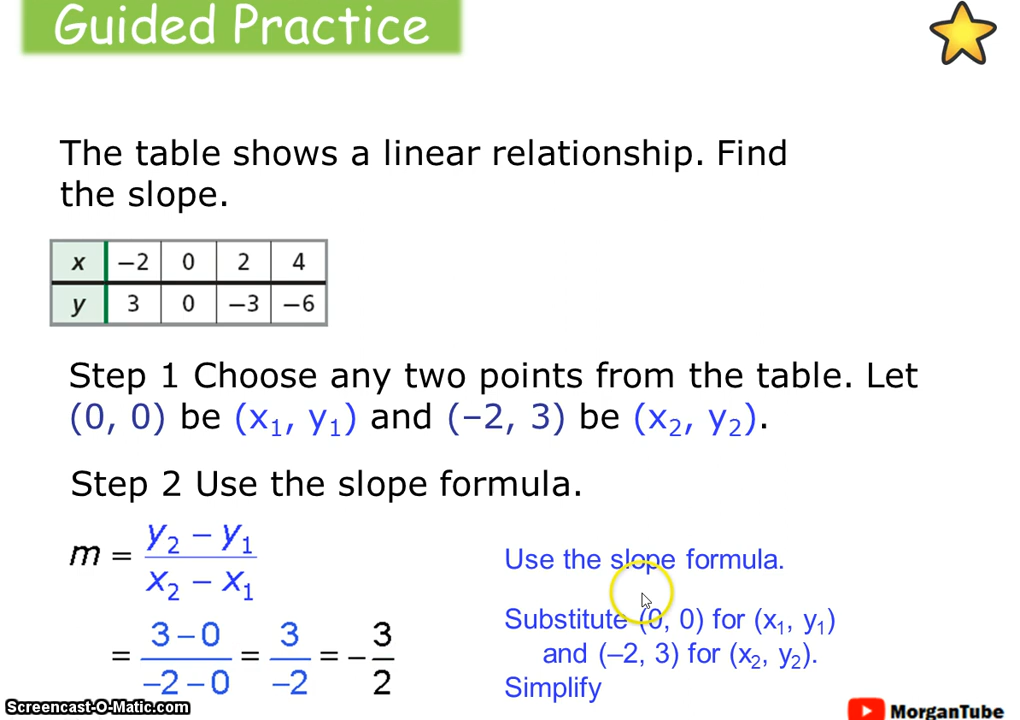 Guided Practice
The table shows a linear relationship. Find
the slope.
x −2 0 2 4
y 3 0 −3 −6
Step 1 Choose any two points from the table. Let
(0, 0) be (x₁, y₁) and (–2, 3) be (x₂, y₂).
Step 2 Use the slope formula.
m = (y₂ − y₁)/(x₂ − x₁)
Use the slope formula.
= (3 − 0)/(−2 − 0) = 3/−2 = −3/2
Substitute (0, 0) for (x₁, y₁)
and (–2, 3) for (x₂, y₂).
Simplify
Screencast-O-Matic.com
MorganTube